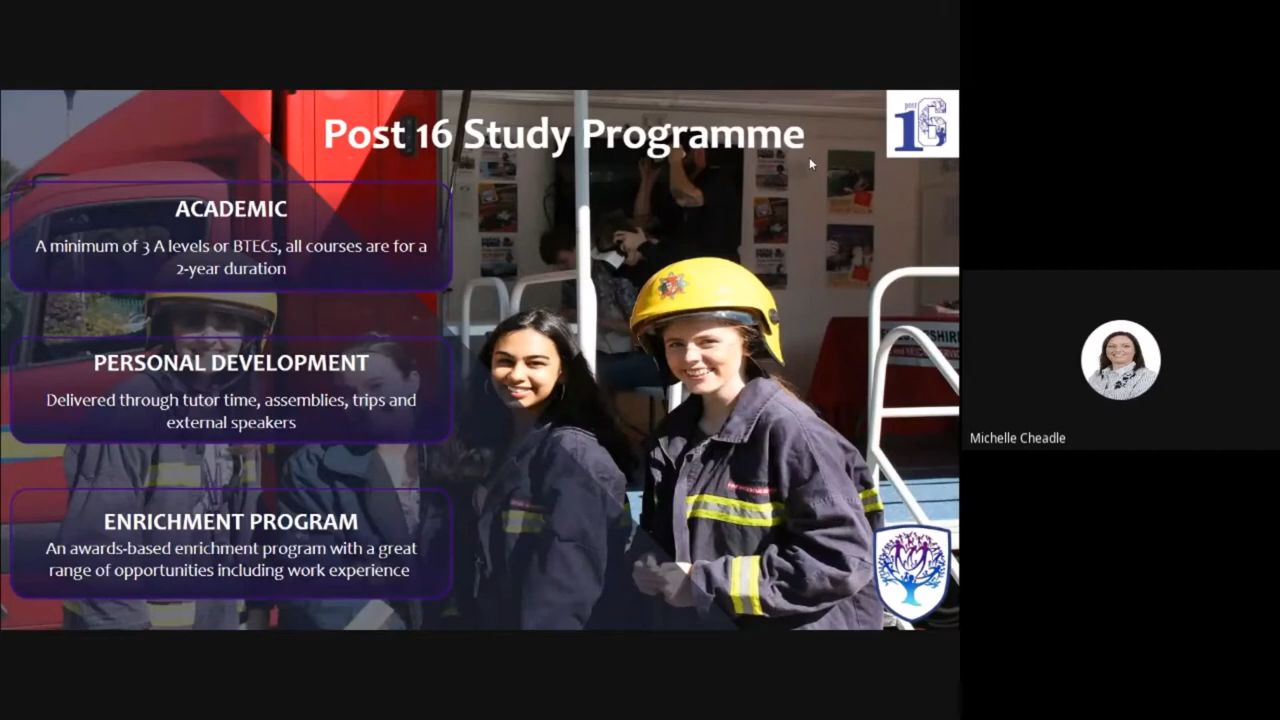 Post 16 Study Programme
post
16
ACADEMIC
A minimum of 3 A levels or BTECs, all courses are for a
2-year duration
PERSONAL DEVELOPMENT
Delivered through tutor time, assemblies, trips and
external speakers
ENRICHMENT PROGRAM
An awards-based enrichment program with a great
range of opportunities including work experience
Michelle Cheadle